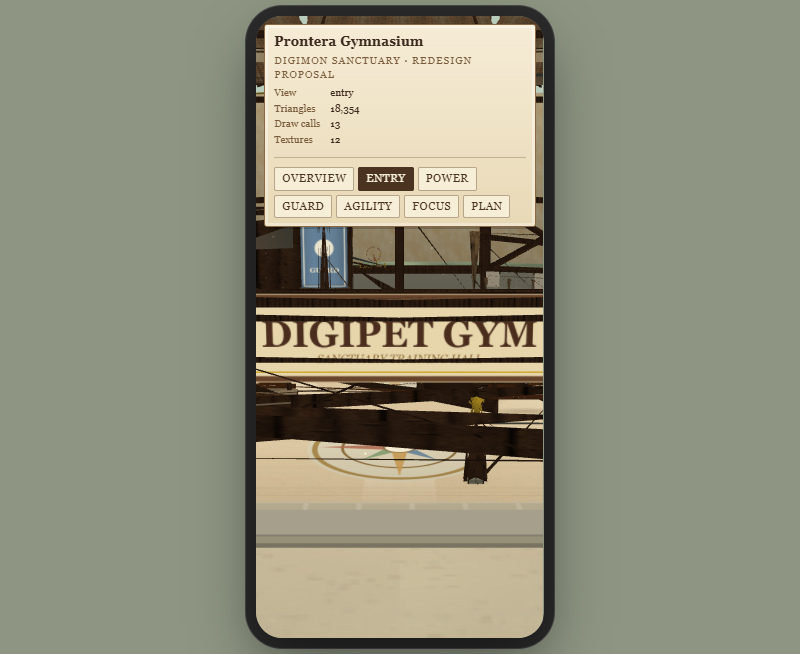 Prontera Gymnasium
DIGIMON SANCTUARY · REDESIGN
PROPOSAL
View entry
Triangles 18,354
Draw calls 13
Textures 12
OVERVIEW ENTRY POWER
GUARD AGILITY FOCUS PLAN
GUARD
DIGIPET GYM
SANCTUARY TRAINING HALL